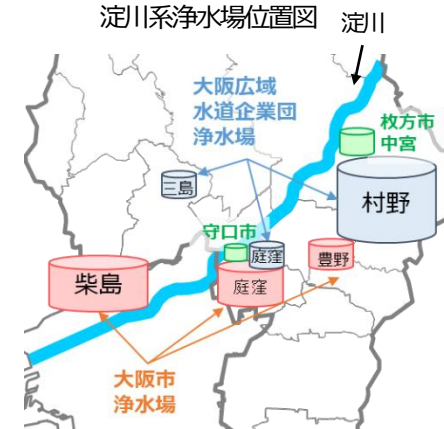 淀川系浄水場位置図
淀川
大阪広域
水道企業団
浄水場
枚方市
中宮
三島
村野
守口市
庭窪
豊野
柴島
庭窪
大阪市
浄水場